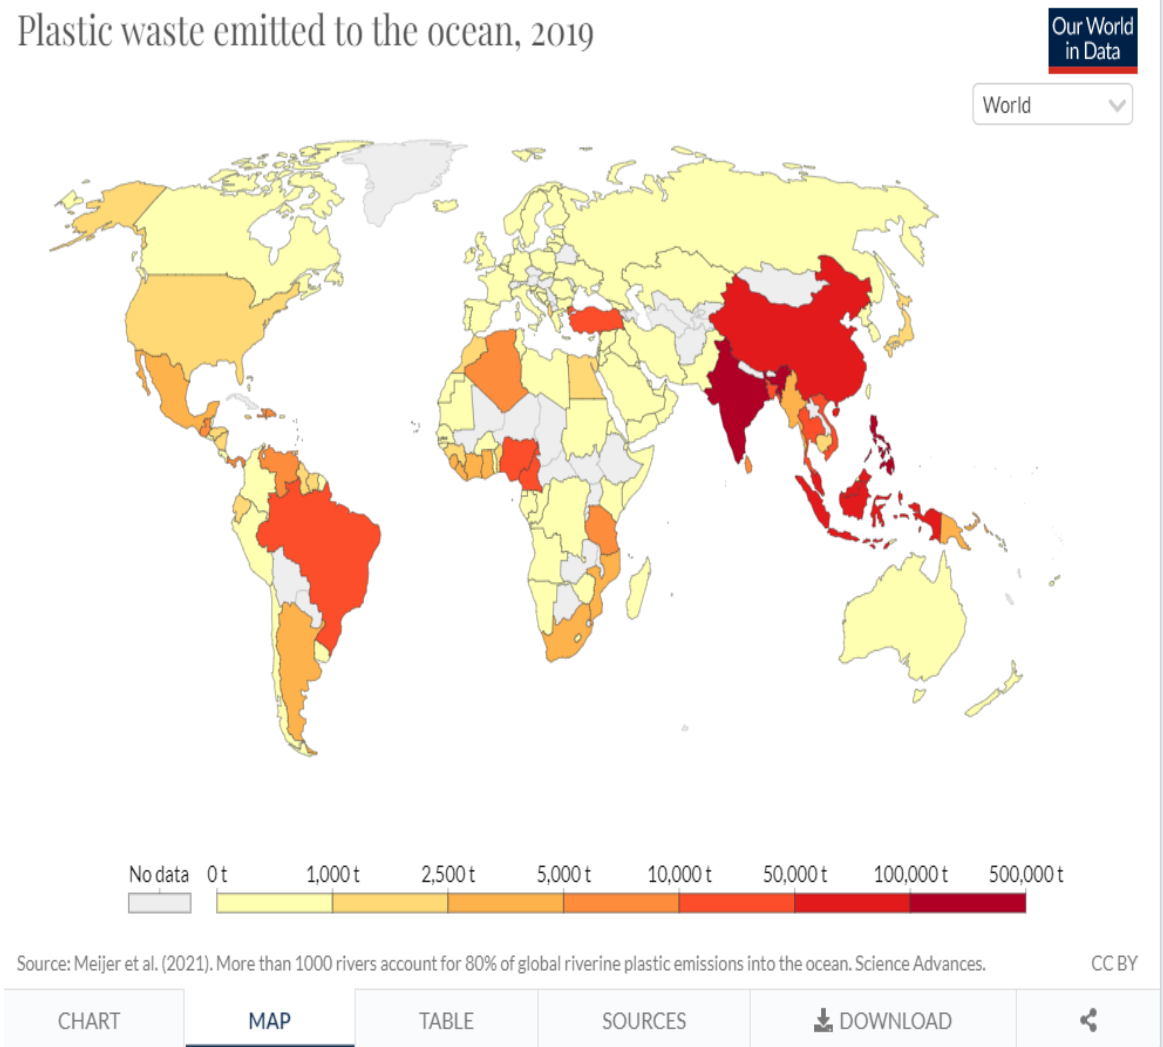 Plastic waste emitted to the ocean, 2019
Our World
in Data
World
No data 0 t 1,000 t 2,500 t 5,000 t 10,000 t 50,000 t 100,000 t 500,000 t
Source: Meijer et al. (2021). More than 1000 rivers account for 80% of global riverine plastic emissions into the ocean. Science Advances. CC BY
CHART MAP TABLE SOURCES DOWNLOAD